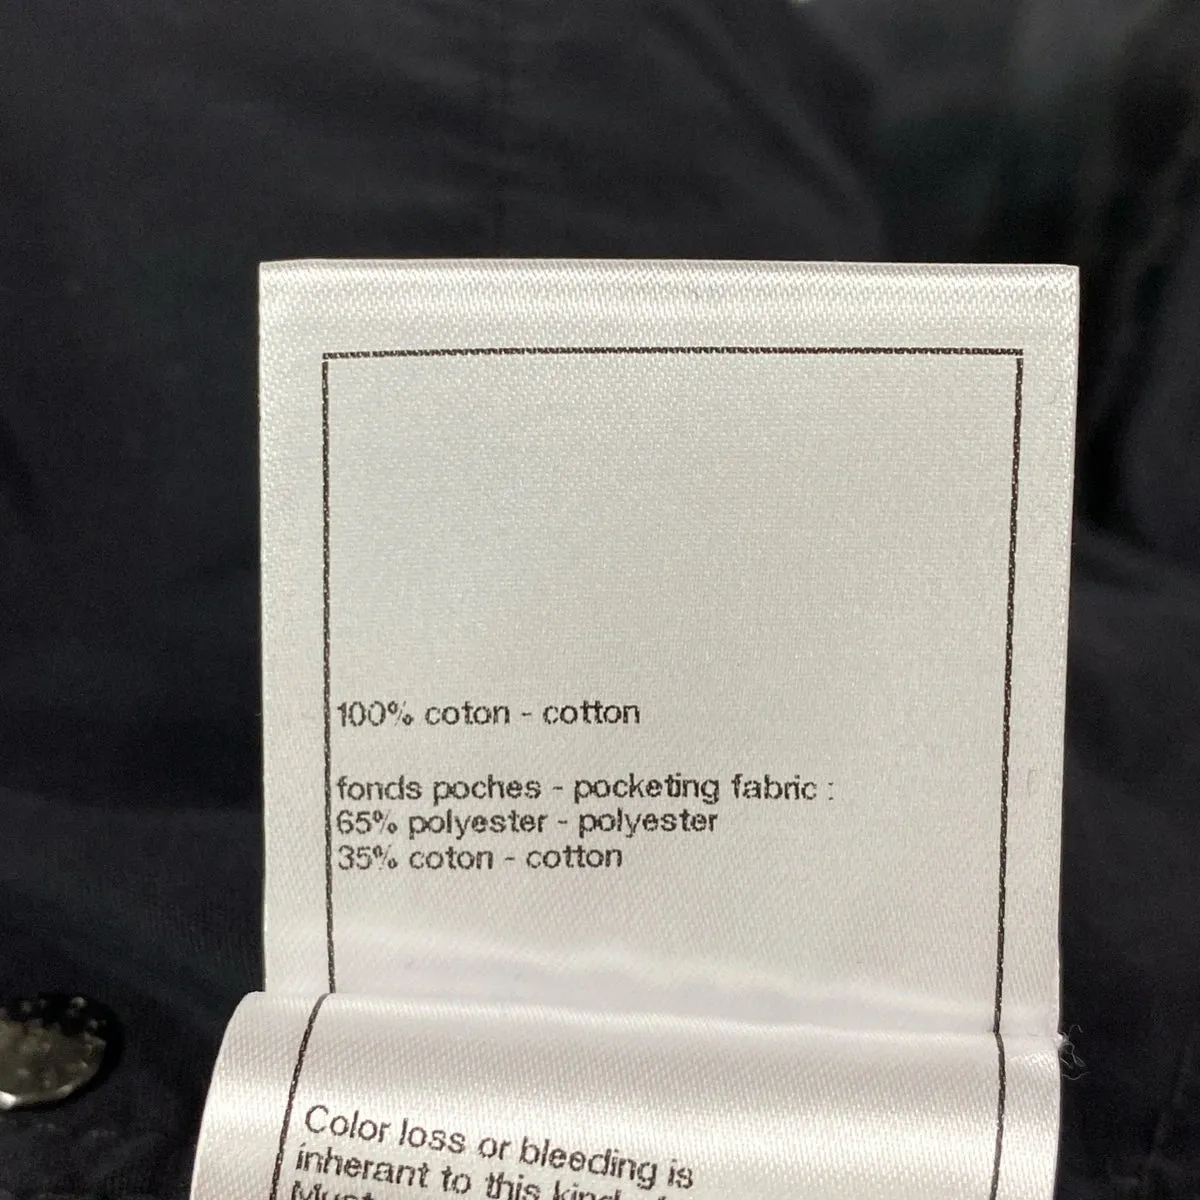 100% coton - cotton
fonds poches - pocketing fabric :
65% polyester - polyester
35% coton - cotton
Color loss or bleeding is
inherant to this kind
Must